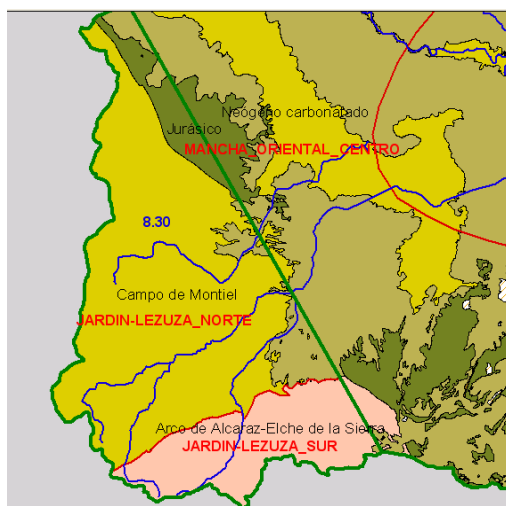 Neógeno carbonatado
Jurásico
MANCHA_ORIENTAL_CENTRO
8.30
Campo de Montiel
JARDIN-LEZUZA_NORTE
Arco de Alcaraz-Elche de la Sierra
JARDIN-LEZUZA_SUR